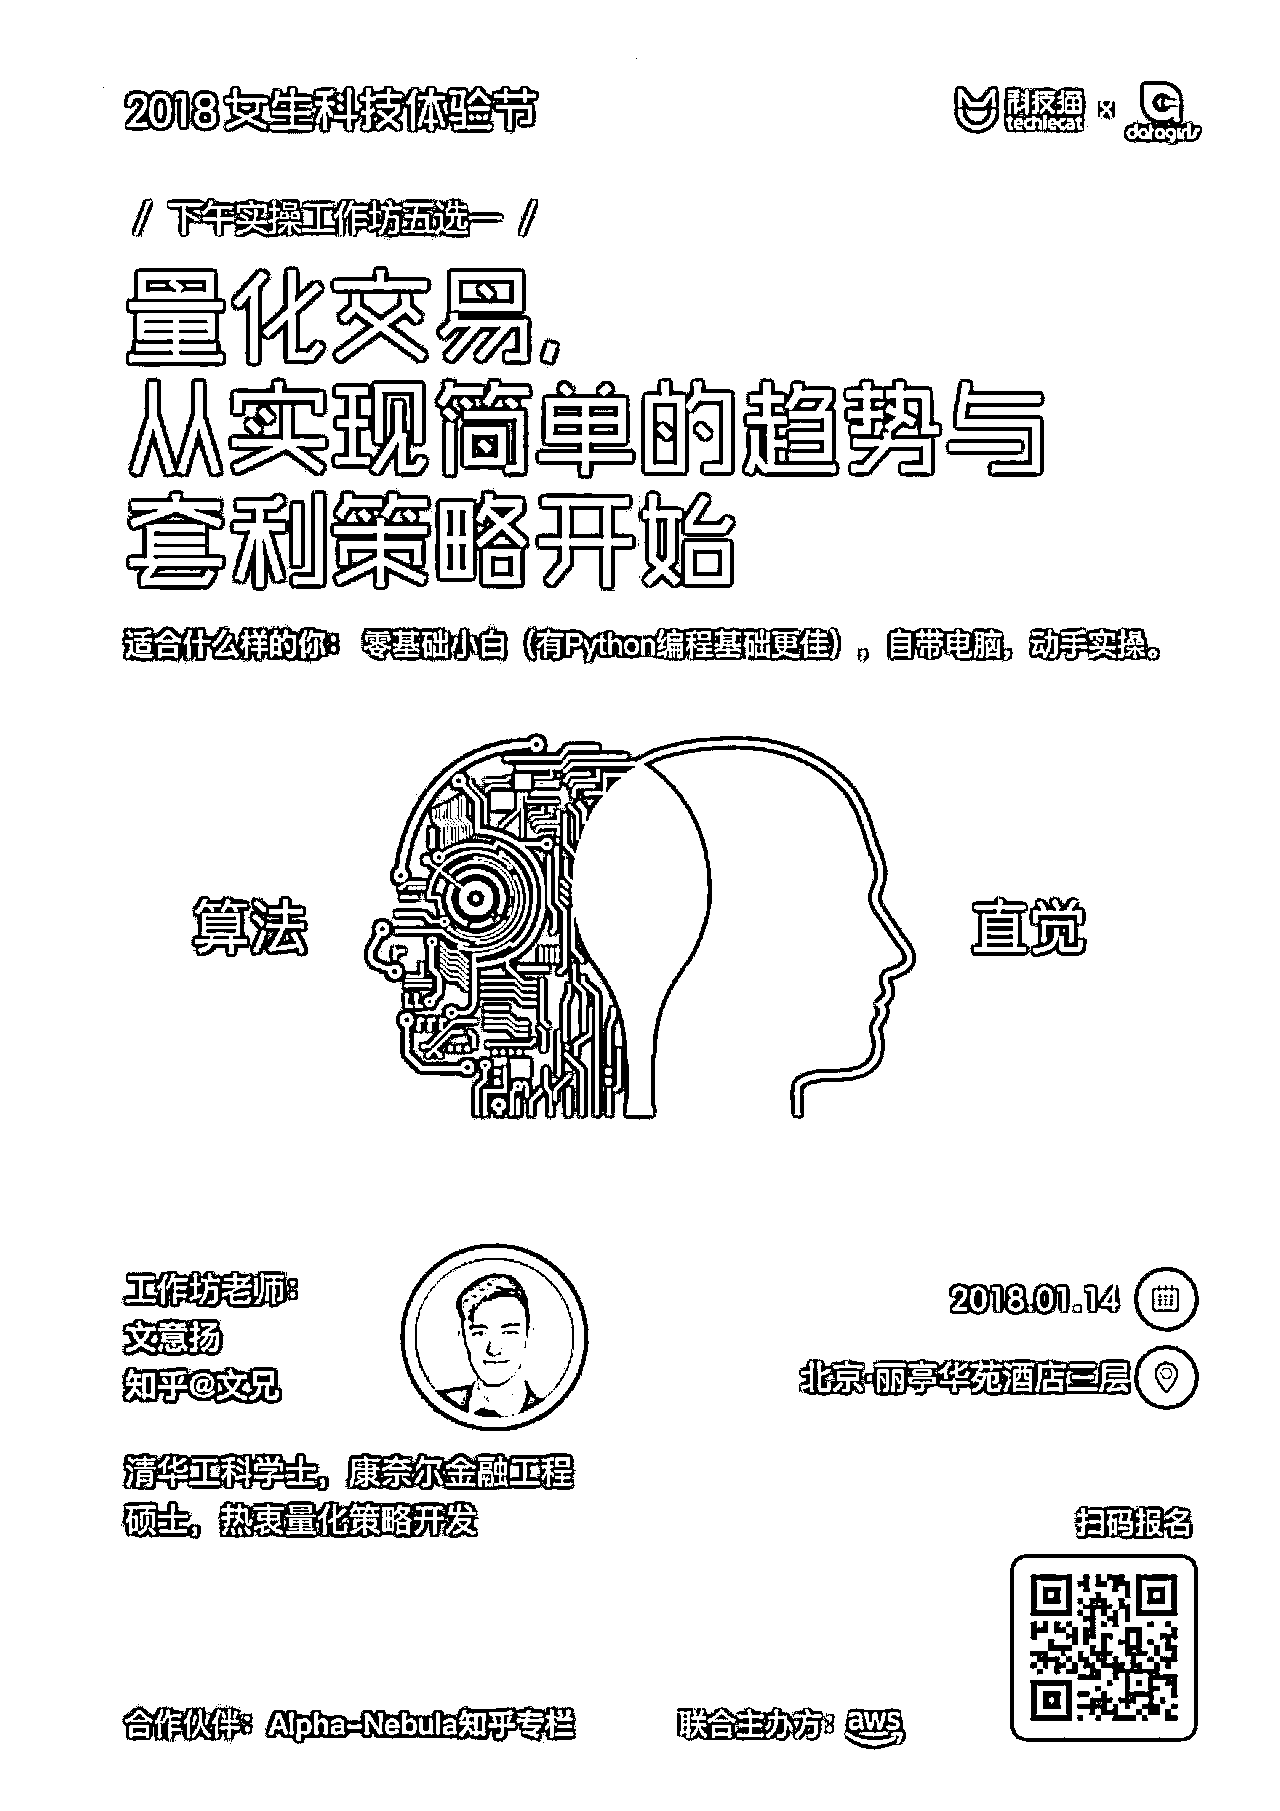 2018女生科技体验节
科技猫 techiecat x datagirls
// 下午实操工作坊五选一 //
量化交易,
从实现简单的趋势与
套利策略开始
适合什么样的你: 零基础小白（有Python编程基础更佳）, 自带电脑, 动手实操。
算法
直觉
工作坊老师:
文意扬
知乎@文兄
清华工科学士, 康奈尔金融工程
硕士, 热衷量化策略开发
2018.01.14
北京·丽亭华苑酒店三层
扫码报名
合作伙伴: Alpha-Nebula知乎专栏
联合主办方: aws